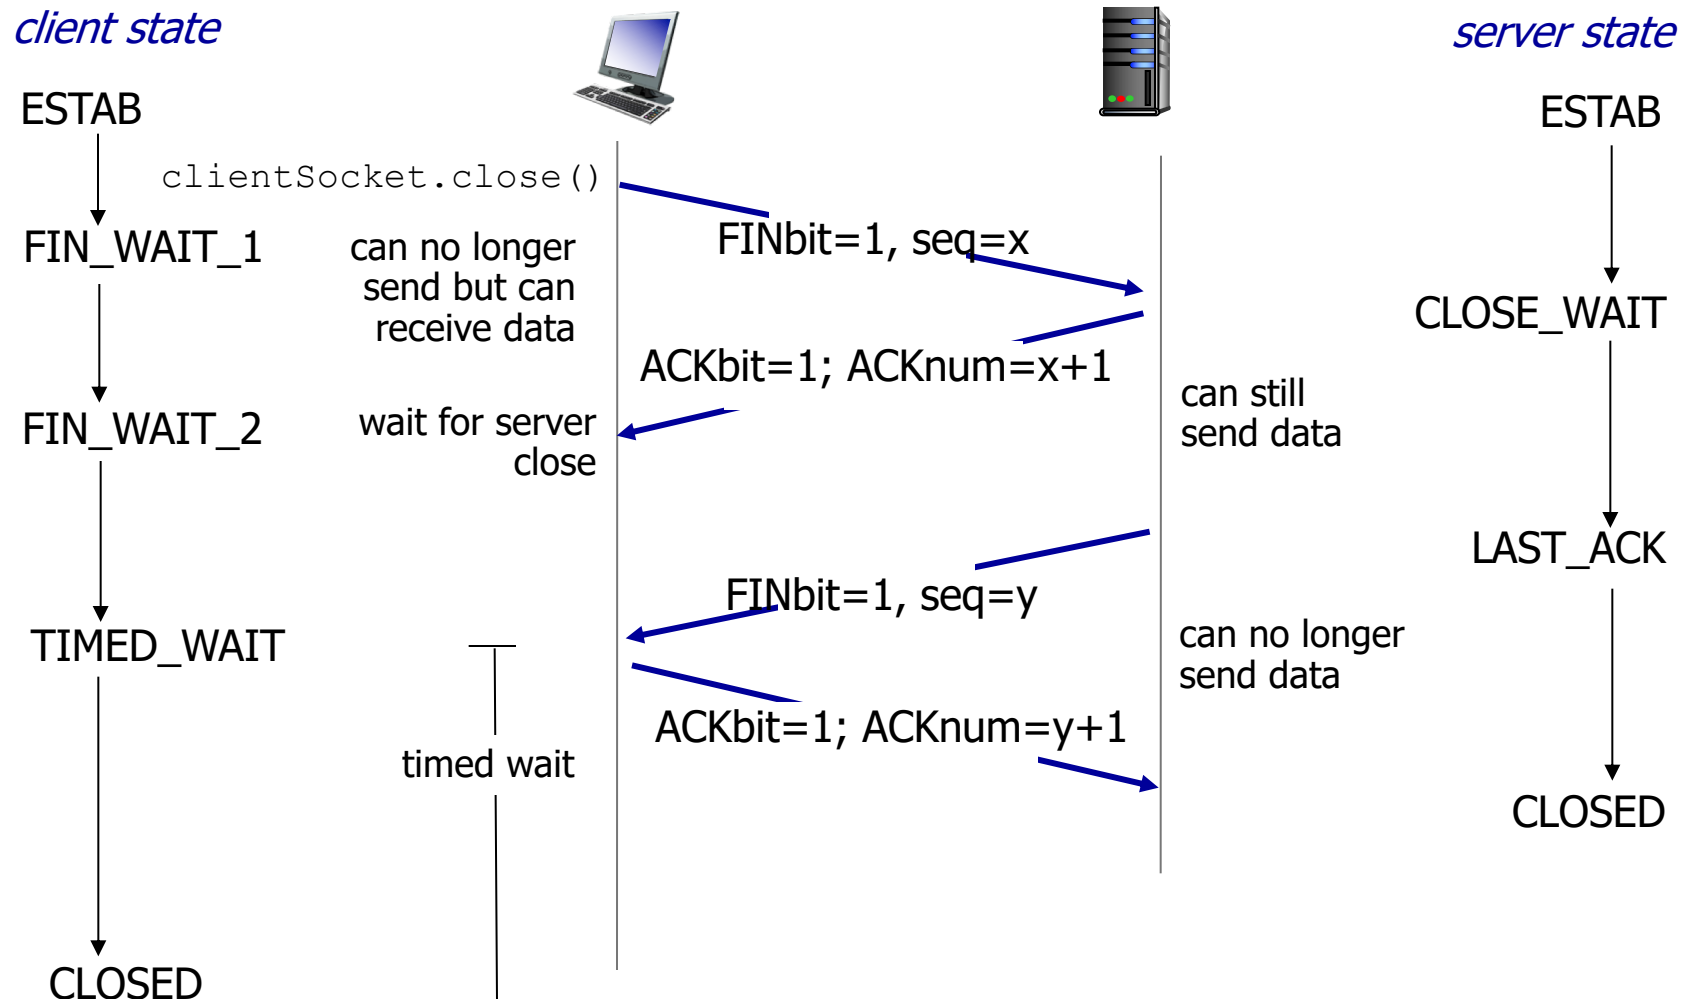 client state
server state
ESTAB
ESTAB
clientSocket.close()
FINbit=1, seq=x
FIN_WAIT_1
can no longer
send but can
receive data
CLOSE_WAIT
ACKbit=1; ACKnum=x+1
can still
send data
FIN_WAIT_2
wait for server
close
LAST_ACK
FINbit=1, seq=y
TIMED_WAIT
can no longer
send data
ACKbit=1; ACKnum=y+1
timed wait
CLOSED
CLOSED